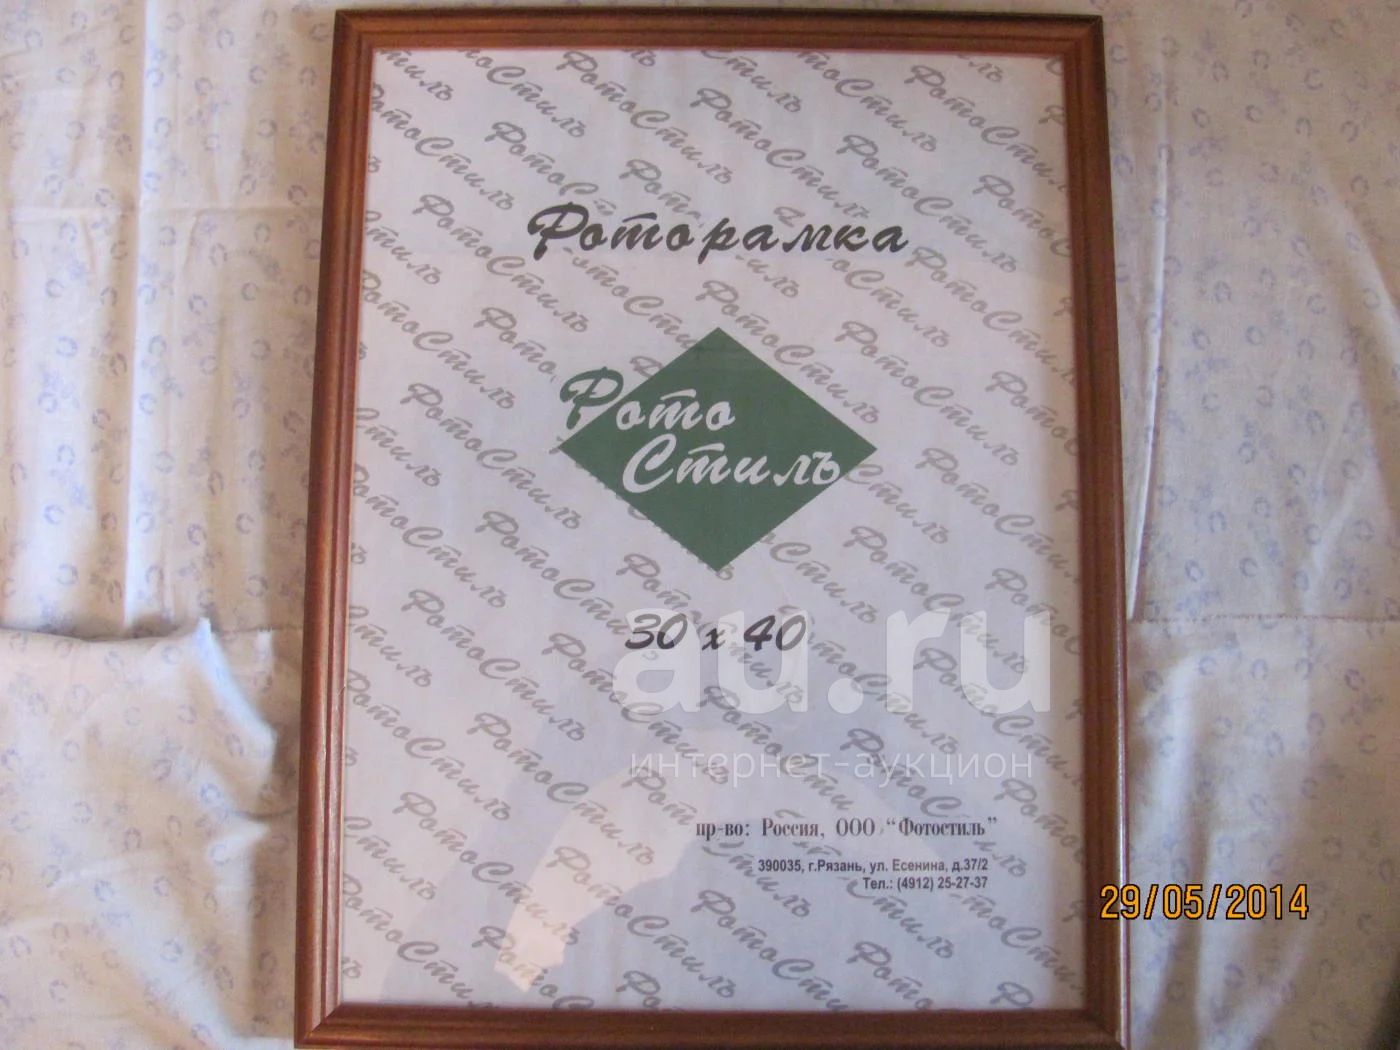 Фоторамка
Фото
Стиль
30 x 40
au.ru
интернет-аукцион
пр-во: Россия, ООО "Фотостиль"
390035, г.Рязань, ул. Есенина, д.37/2
Тел.: (4912) 25-27-37
29/05/2014